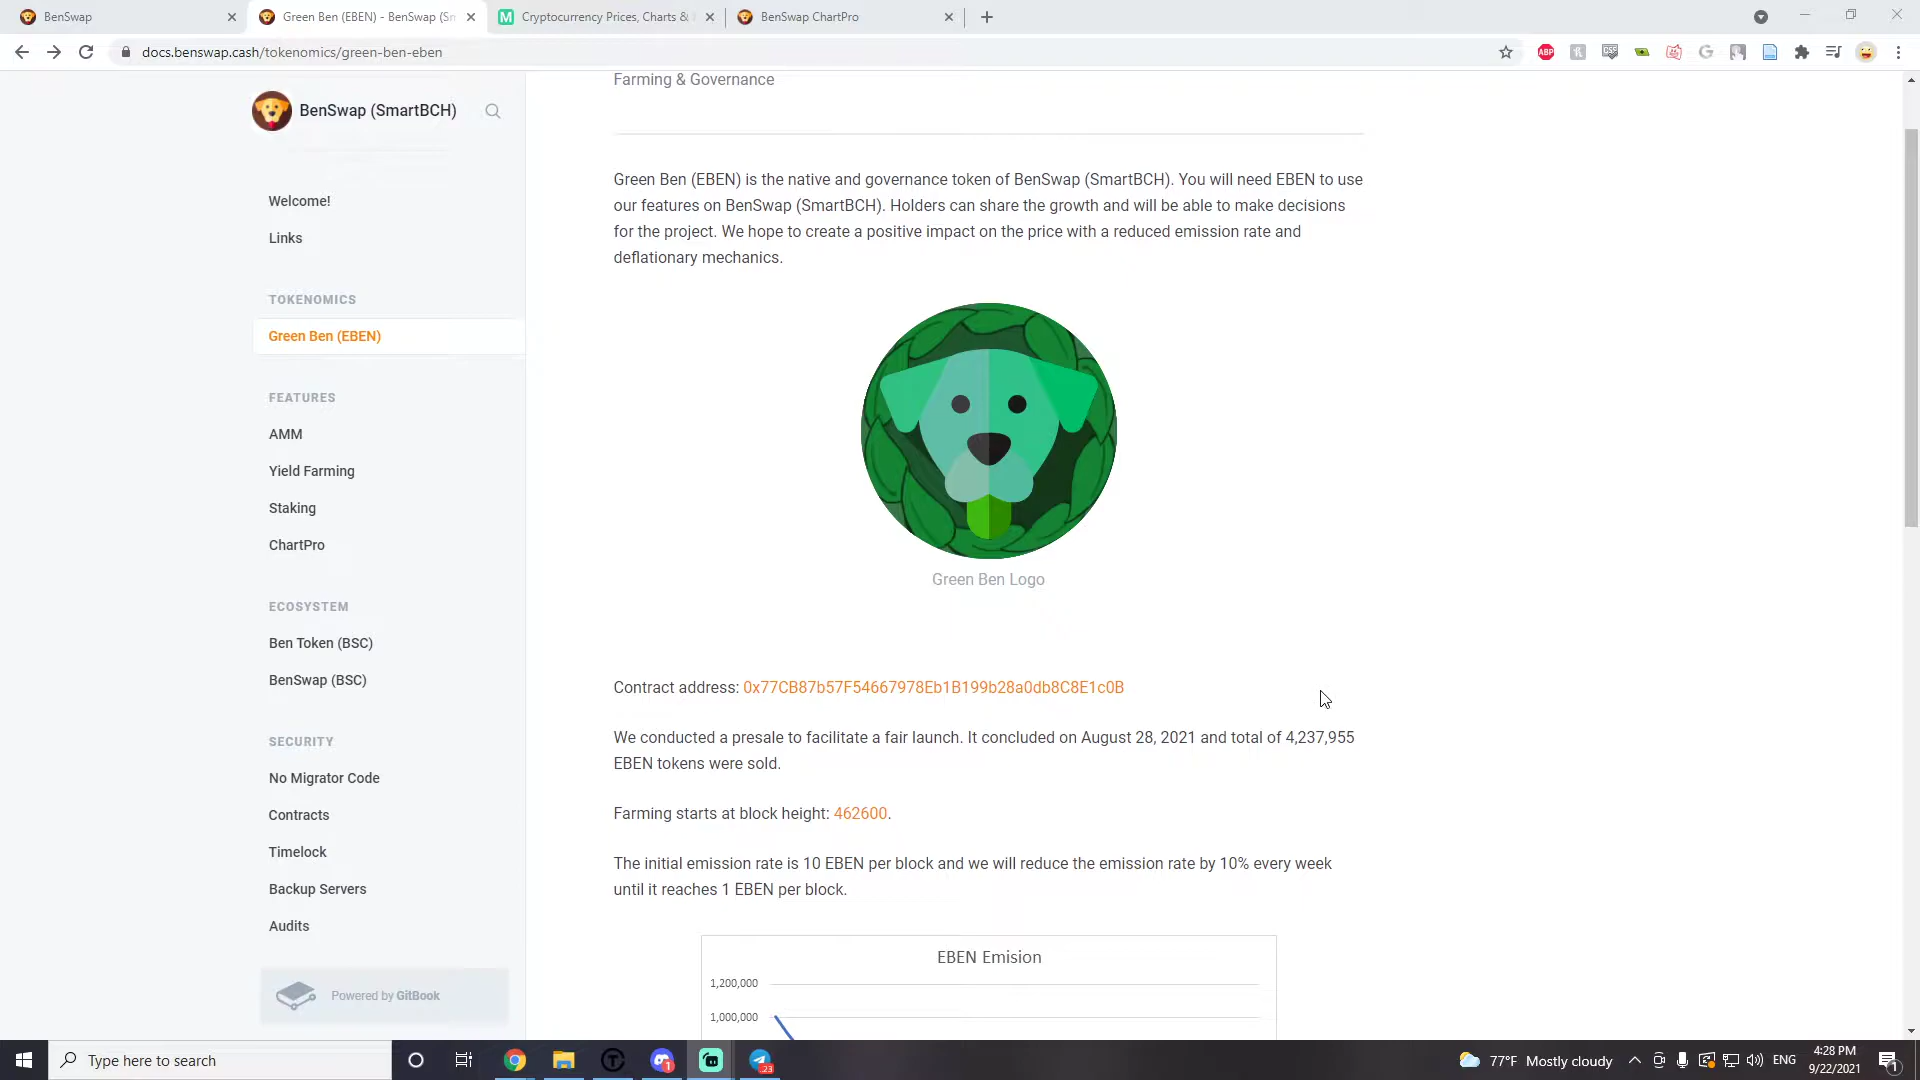 BenSwap
Green Ben (EBEN) - BenSwap (Sm
Cryptocurrency Prices, Charts &
BenSwap ChartPro
docs.benswap.cash/tokenomics/green-ben-eben
ABP
CSS
BenSwap (SmartBCH)
Welcome!
Links
TOKENOMICS
Green Ben (EBEN)
FEATURES
AMM
Yield Farming
Staking
ChartPro
ECOSYSTEM
Ben Token (BSC)
BenSwap (BSC)
SECURITY
No Migrator Code
Contracts
Timelock
Backup Servers
Audits
Powered by GitBook
Farming & Governance
Green Ben (EBEN) is the native and governance token of BenSwap (SmartBCH). You will need EBEN to use
our features on BenSwap (SmartBCH). Holders can share the growth and will be able to make decisions
for the project. We hope to create a positive impact on the price with a reduced emission rate and
deflationary mechanics.
Green Ben Logo
Contract address: 0x77CB87b57F54667978Eb1B199b28a0db8C8E1c0B
We conducted a presale to facilitate a fair launch. It concluded on August 28, 2021 and total of 4,237,955
EBEN tokens were sold.
Farming starts at block height: 462600.
The initial emission rate is 10 EBEN per block and we will reduce the emission rate by 10% every week
until it reaches 1 EBEN per block.
EBEN Emision
1,200,000
1,000,000
Type here to search
1
23
77°F Mostly cloudy
ENG
4:28 PM
9/22/2021
1